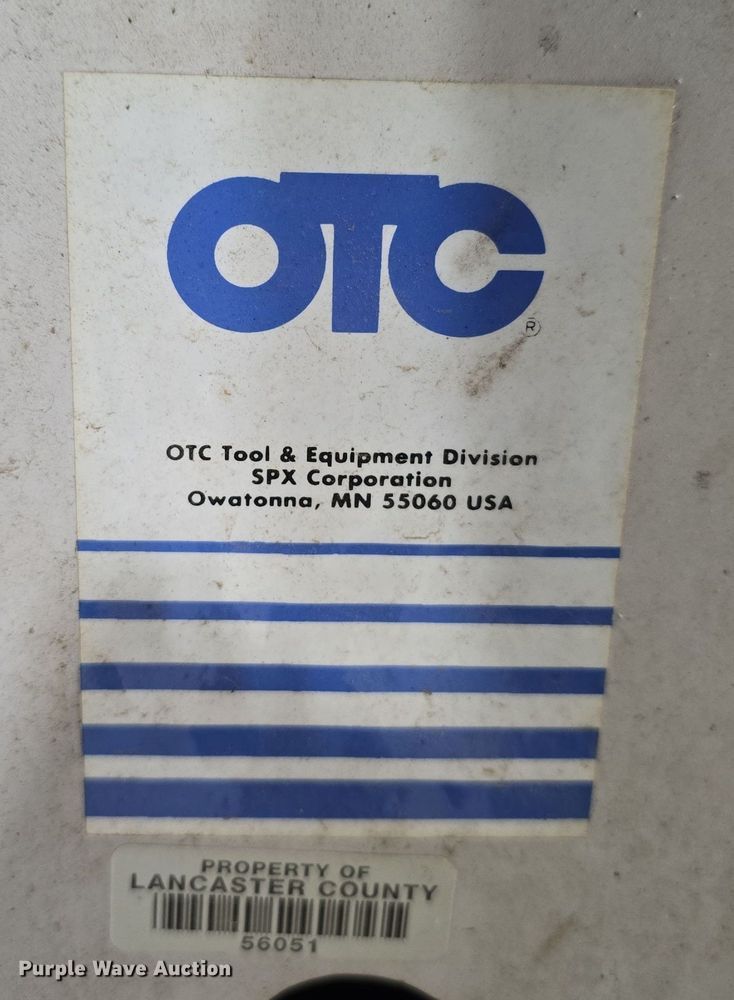 OTC
®
OTC Tool & Equipment Division
SPX Corporation
Owatonna, MN 55060 USA
PROPERTY OF
LANCASTER COUNTY
56051
Purple Wave Auction